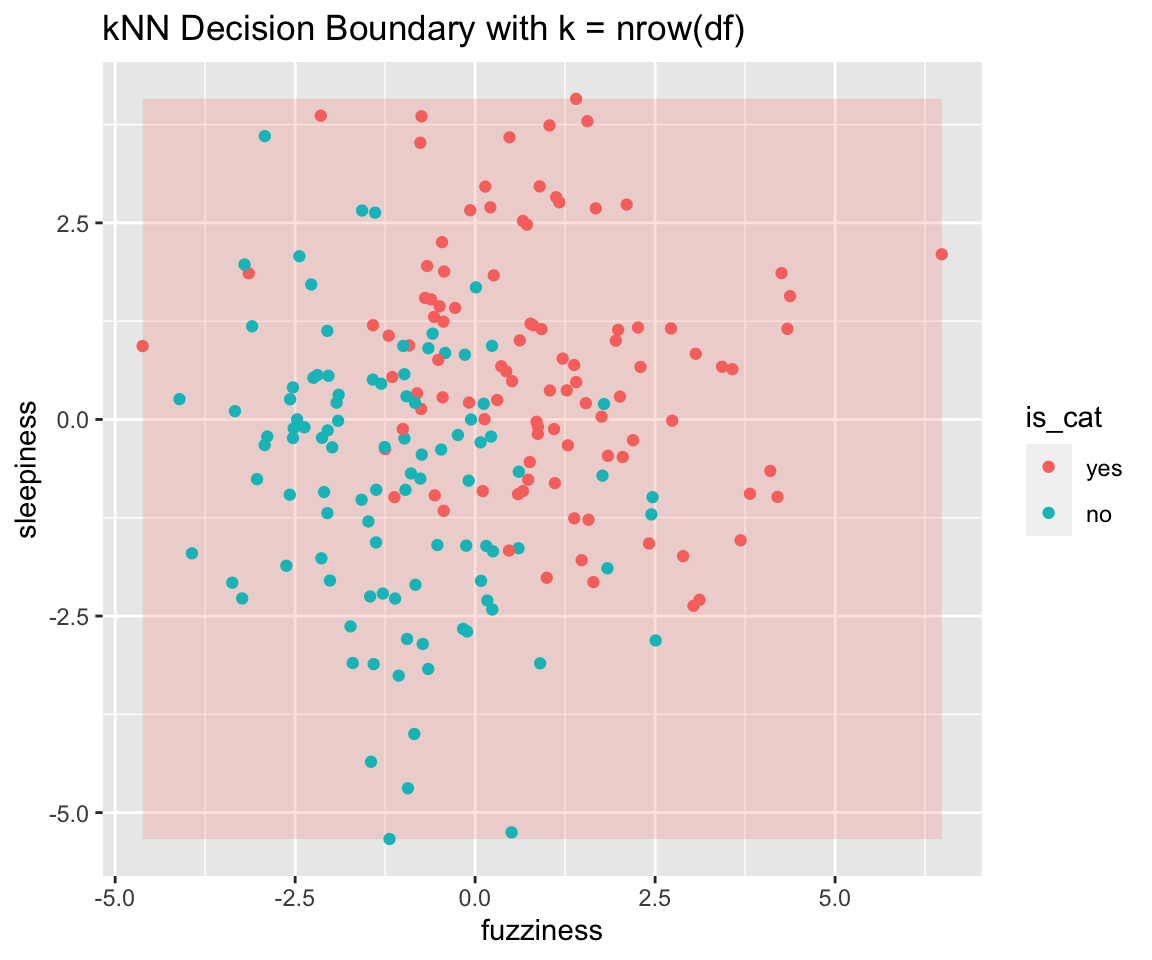 kNN Decision Boundary with k = nrow(df)
sleepiness
2.5
0.0
-2.5
-5.0
-5.0 -2.5 0.0 2.5 5.0
fuzziness
is_cat
yes
no